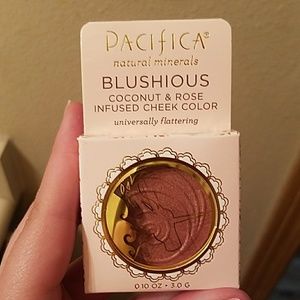 PACIFICA®
natural minerals
BLUSHIOUS
COCONUT & ROSE
INFUSED CHEEK COLOR
universally flattering
0.10 OZ • 3.0 G